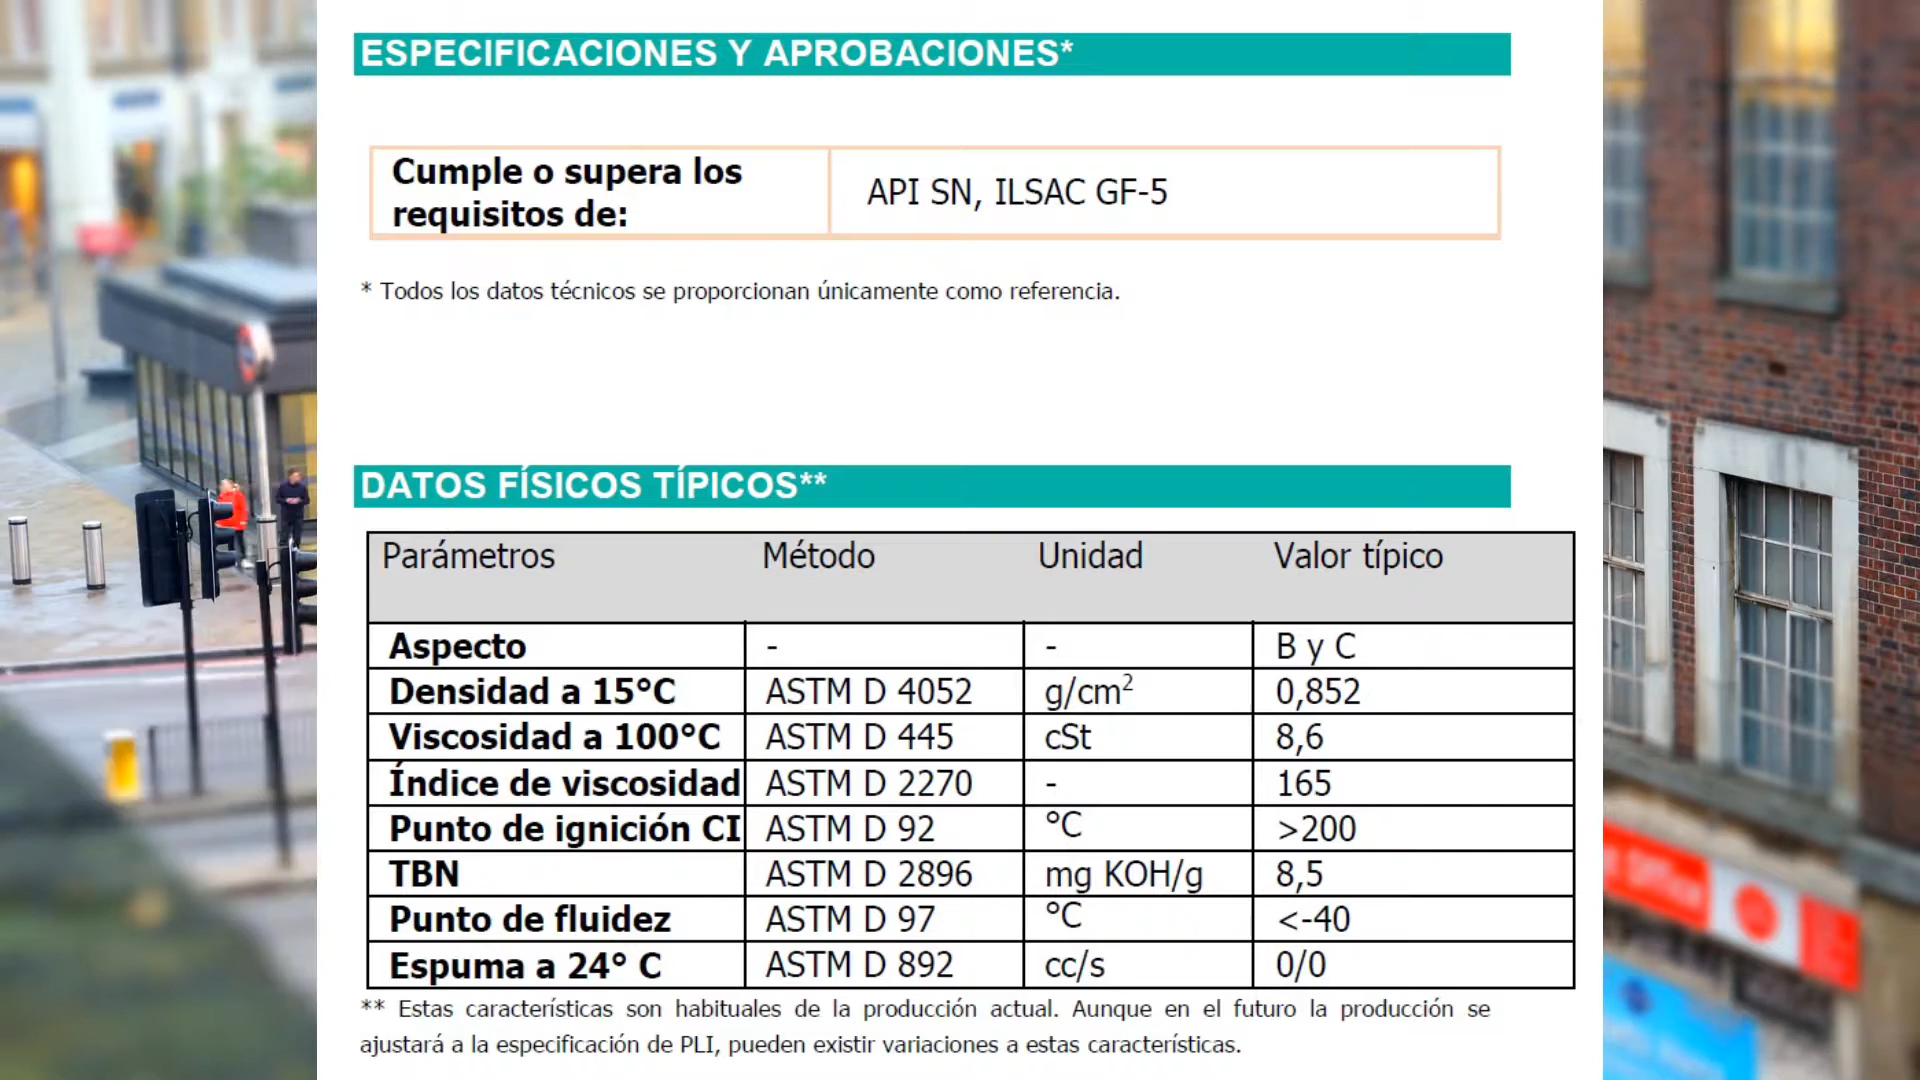 ESPECIFICACIONES Y APROBACIONES*
Cumple o supera los
requisitos de:
API SN, ILSAC GF-5
* Todos los datos técnicos se proporcionan únicamente como referencia.
DATOS FÍSICOS TÍPICOS**
Parámetros Método Unidad Valor típico
Aspecto - - B y C
Densidad a 15°C ASTM D 4052 g/cm² 0,852
Viscosidad a 100°C ASTM D 445 cSt 8,6
Índice de viscosidad ASTM D 2270 - 165
Punto de ignición CI ASTM D 92 °C >200
TBN ASTM D 2896 mg KOH/g 8,5
Punto de fluidez ASTM D 97 °C <-40
Espuma a 24° C ASTM D 892 cc/s 0/0
** Estas características son habituales de la producción actual. Aunque en el futuro la producción se
ajustará a la especificación de PLI, pueden existir variaciones a estas características.